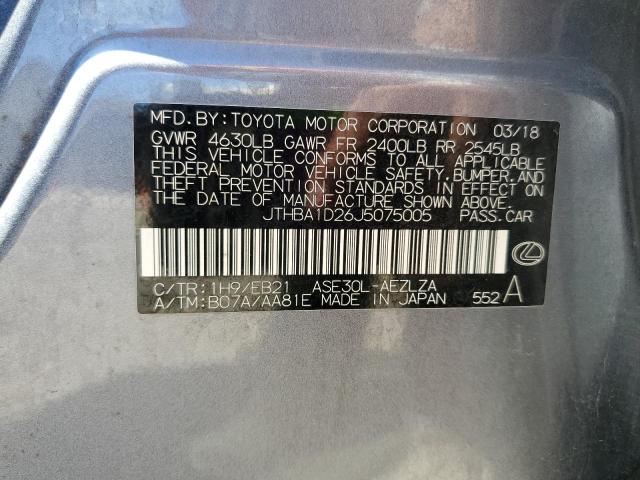 MFD. BY: TOYOTA MOTOR CORPORATION 03/18
GVWR 4630LB GAWR FR 2400LB RR 2545LB
THIS VEHICLE CONFORMS TO ALL APPLICABLE
FEDERAL MOTOR VEHICLE SAFETY, BUMPER, AND
THEFT PREVENTION STANDARDS IN EFFECT ON
THE DATE OF MANUFACTURE SHOWN ABOVE.
JTHBA1D26J5075005 PASS. CAR
C/TR: 1H9/EB21 ASE30L-AEZLZA
A/TM: B07A/AA81E MADE IN JAPAN 552 A